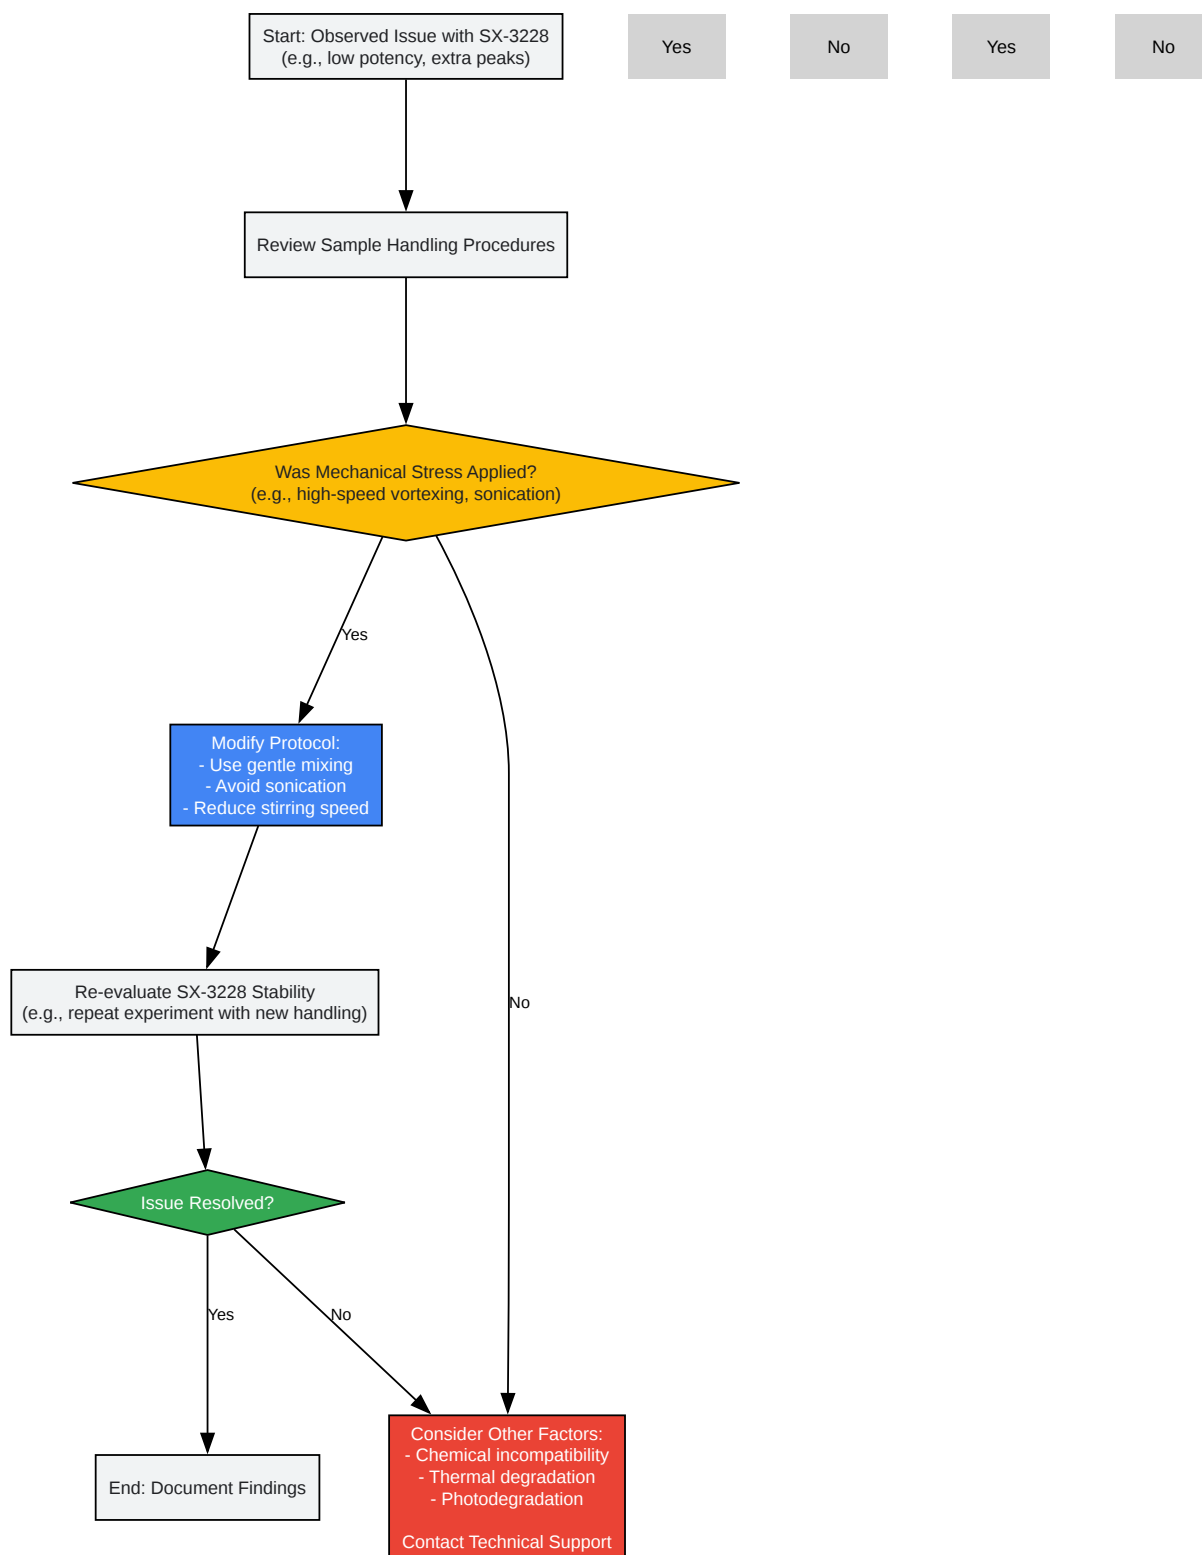 Start: Observed Issue with SX-3228
(e.g., low potency, extra peaks)
Yes
No
Yes
No
Review Sample Handling Procedures
Was Mechanical Stress Applied?
(e.g., high-speed vortexing, sonication)
Yes
Modify Protocol:
- Use gentle mixing
- Avoid sonication
- Reduce stirring speed
Re-evaluate SX-3228 Stability
(e.g., repeat experiment with new handling)
No
Issue Resolved?
Yes
No
End: Document Findings
Consider Other Factors:
- Chemical incompatibility
- Thermal degradation
- Photodegradation
Contact Technical Support